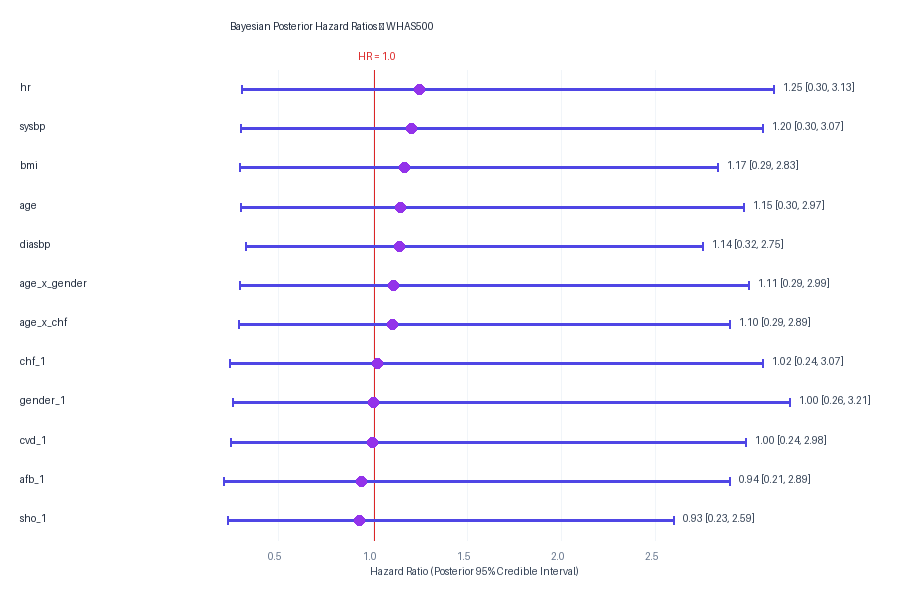 Bayesian Posterior Hazard Ratios WHAS500
HR = 1.0
hr 1.25 [0.30, 3.13]
sysbp 1.20 [0.30, 3.07]
bmi 1.17 [0.29, 2.83]
age 1.15 [0.30, 2.97]
diasbp 1.14 [0.32, 2.75]
age_x_gender 1.11 [0.29, 2.99]
age_x_chf 1.10 [0.29, 2.89]
chf_1 1.02 [0.24, 3.07]
gender_1 1.00 [0.26, 3.21]
cvd_1 1.00 [0.24, 2.98]
afb_1 0.94 [0.21, 2.89]
sho_1 0.93 [0.23, 2.59]
0.5 1.0 1.5 2.0 2.5
Hazard Ratio (Posterior 95% Credible Interval)